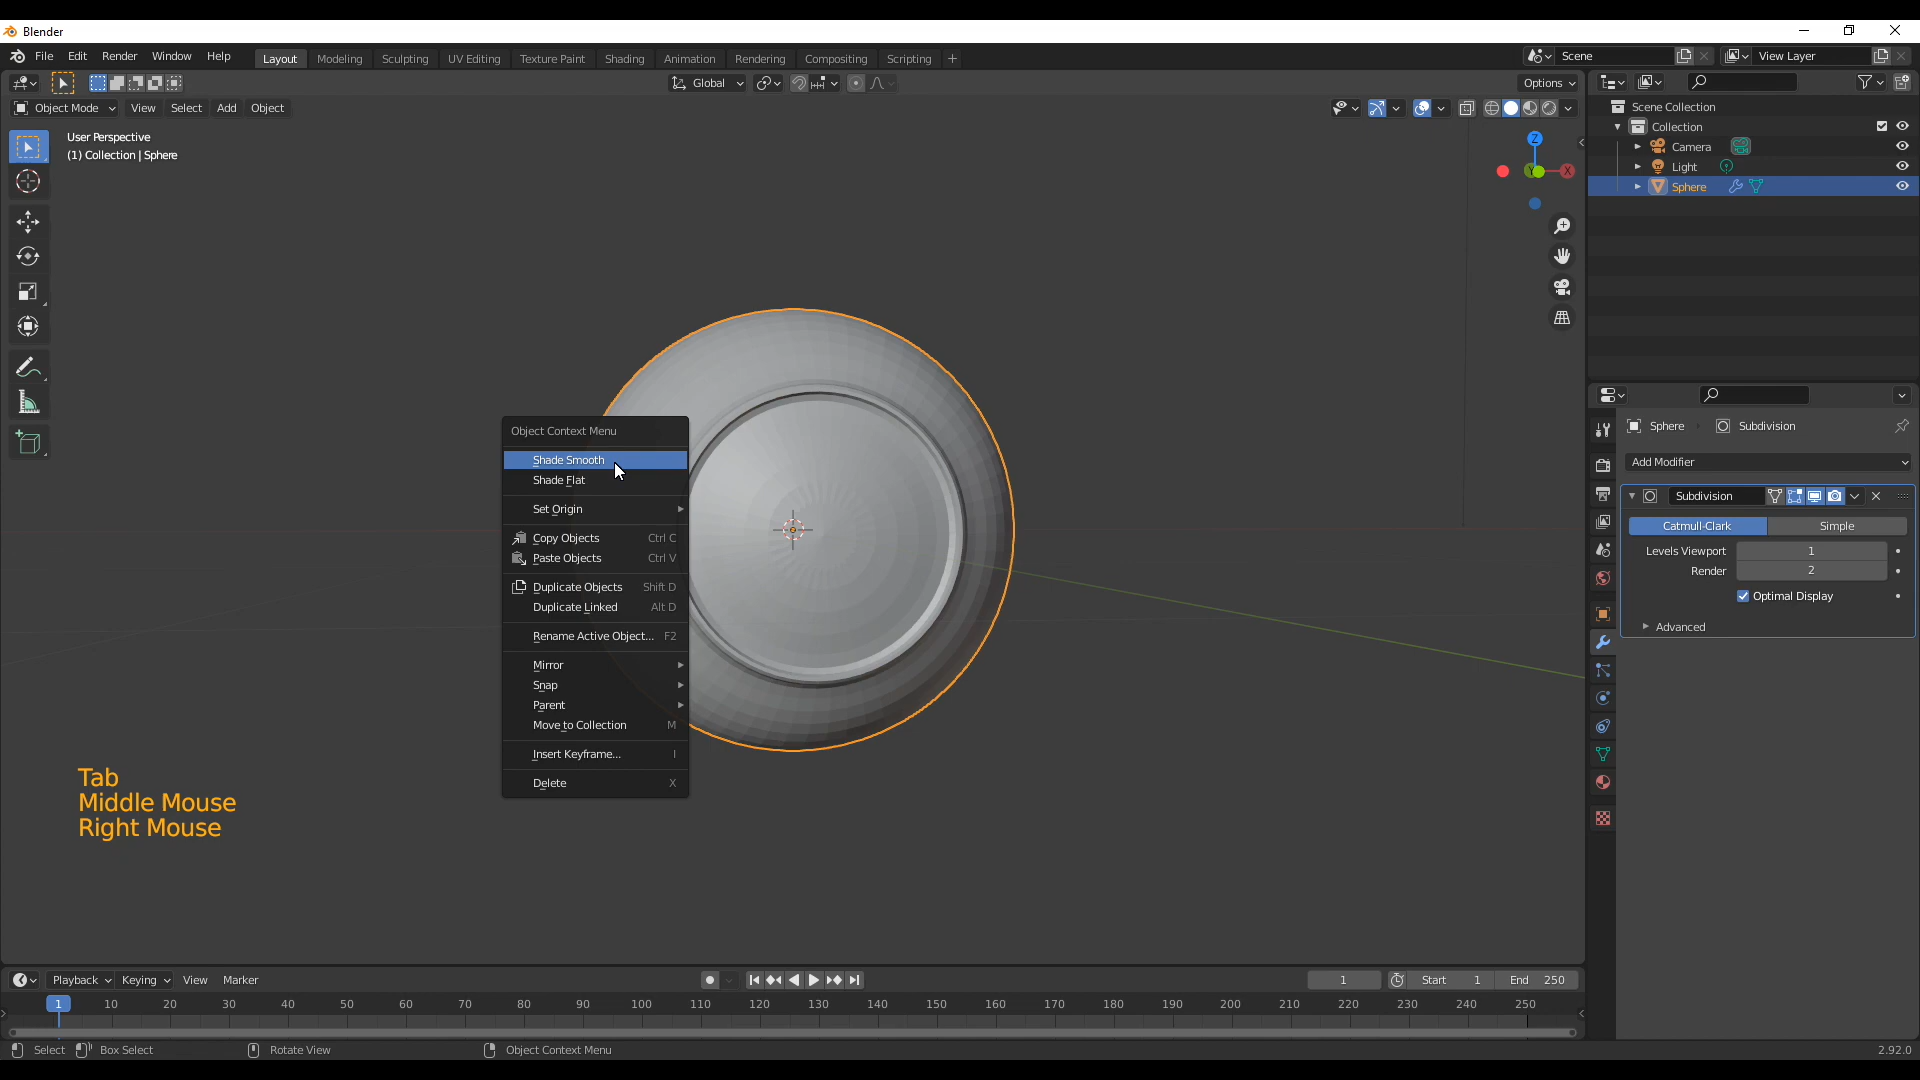 Blender
File Edit Render Window Help
Layout Modeling Sculpting UV Editing Texture Paint Shading Animation Rendering Compositing Scripting +
Scene
View Layer
Global
Options
Object Mode View Select Add Object
User Perspective
(1) Collection | Sphere
Z
Y
X
Scene Collection
Collection
Camera
Light
Sphere
Sphere
Subdivision
Add Modifier
Subdivision
Catmull-Clark Simple
Levels Viewport 1
Render 2
Optimal Display
Advanced
Object Context Menu
Shade Smooth
Shade Flat
Set Origin
Copy Objects Ctrl C
Paste Objects Ctrl V
Duplicate Objects Shift D
Duplicate Linked Alt D
Rename Active Object... F2
Mirror
Snap
Parent
Move to Collection M
Insert Keyframe... I
Delete X
Tab
Middle Mouse
Right Mouse
Playback Keying View Marker
1
Start 1
End 250
1 10 20 30 40 50 60 70 80 90 100 110 120 130 140 150 160 170 180 190 200 210 220 230 240 250
Select Box Select Rotate View Object Context Menu
2.92.0